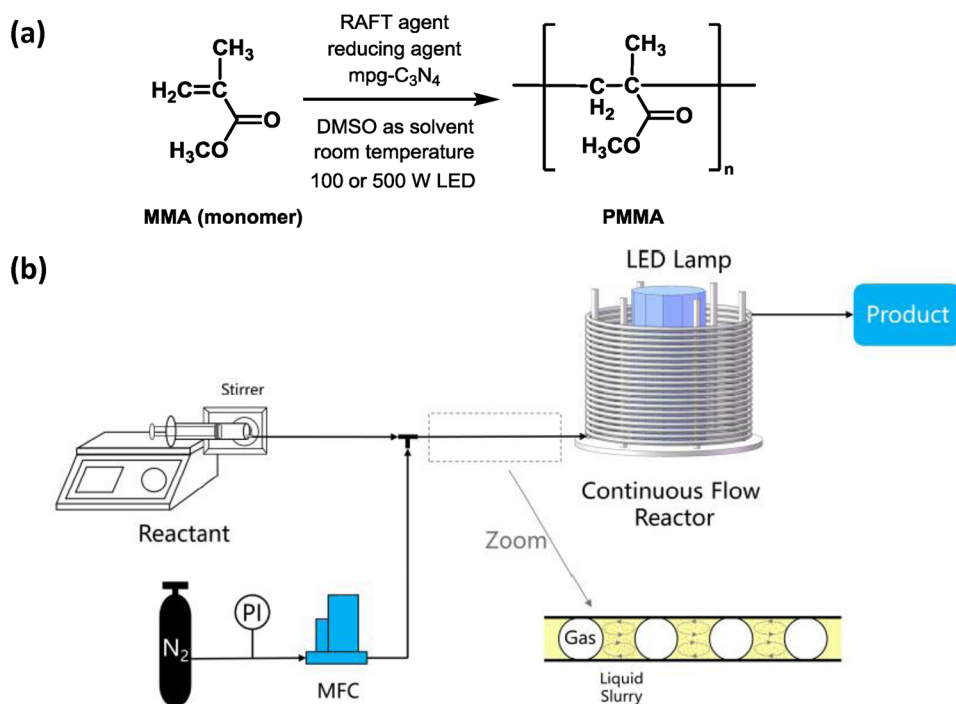 (a)
RAFT agent
reducing agent
mpg-C₃N₄
DMSO as solvent
room temperature
100 or 500 W LED
CH₃
H₂C
O
H₃CO
MMA (monomer)
CH₃
C
H₂
C
O
H₃CO
n
PMMA
(b)
LED Lamp
Product
Stirrer
Reactant
Continuous Flow
Reactor
Zoom
N₂
PI
MFC
Gas
Liquid
Slurry